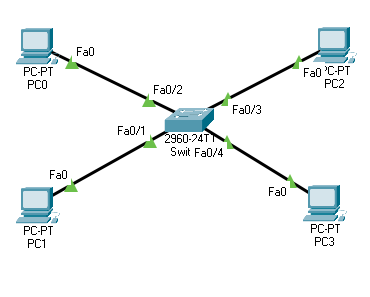 Fa0
PC-PT
PC0
Fa0/2
Fa0
PC-PT
PC2
Fa0/3
Fa0/1
2960-24TT
Swit
Fa0/4
Fa0
PC-PT
PC1
Fa0
PC-PT
PC3